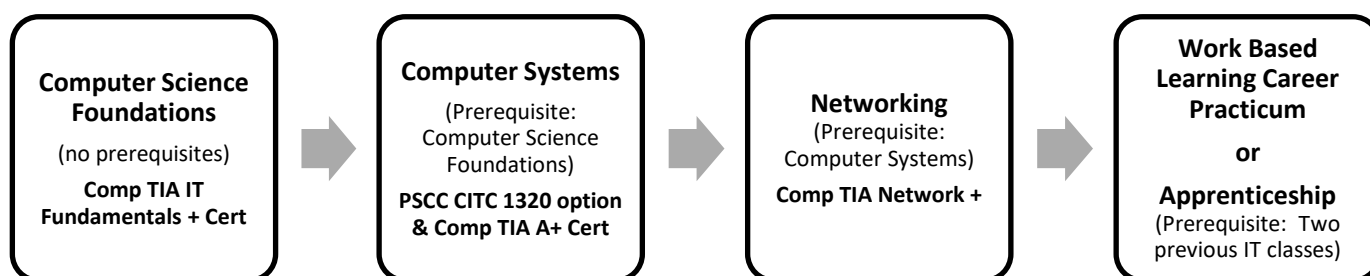 Computer Science
Foundations
(no prerequisites)
Comp TIA IT
Fundamentals + Cert
Computer Systems
(Prerequisite:
Computer Science
Foundations)
PSCC CITC 1320 option
& Comp TIA A+ Cert
Networking
(Prerequisite:
Computer Systems)
Comp TIA Network +
Work Based
Learning Career
Practicum
or
Apprenticeship
(Prerequisite:  Two
previous IT classes)